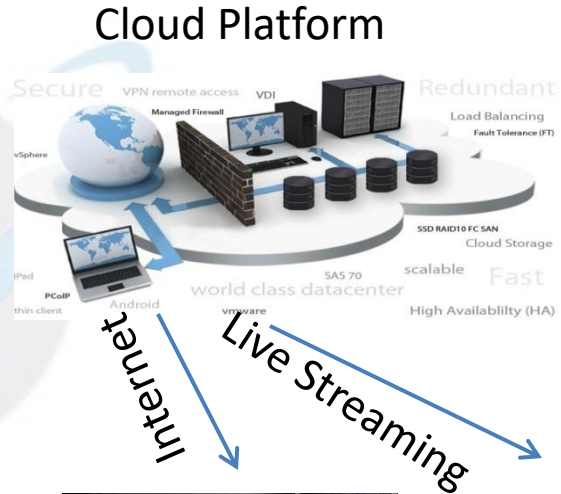 Cloud Platform
Secure
VPN remote access
VDI
Redundant
Managed Firewall
Load Balancing
Fault Tolerance (FT)
vSphere
SSD RAID10 FC SAN
Cloud Storage
iPad
SAS 70
scalable
Fast
PCoIP
world class datacenter
thin client
Android
vmware
High Availablilty (HA)
Internet
Live Streaming